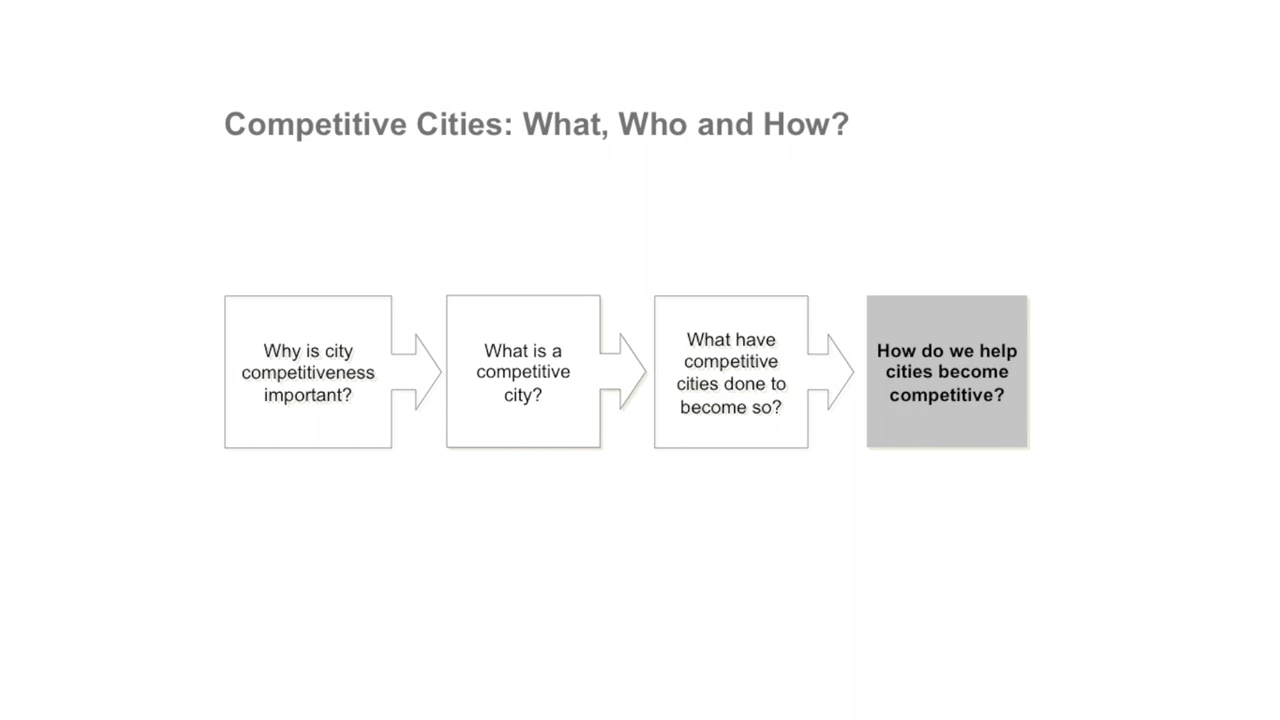 Competitive Cities: What, Who and How?
Why is city
competitiveness
important?
What is a
competitive
city?
What have
competitive
cities done to
become so?
How do we help
cities become
competitive?